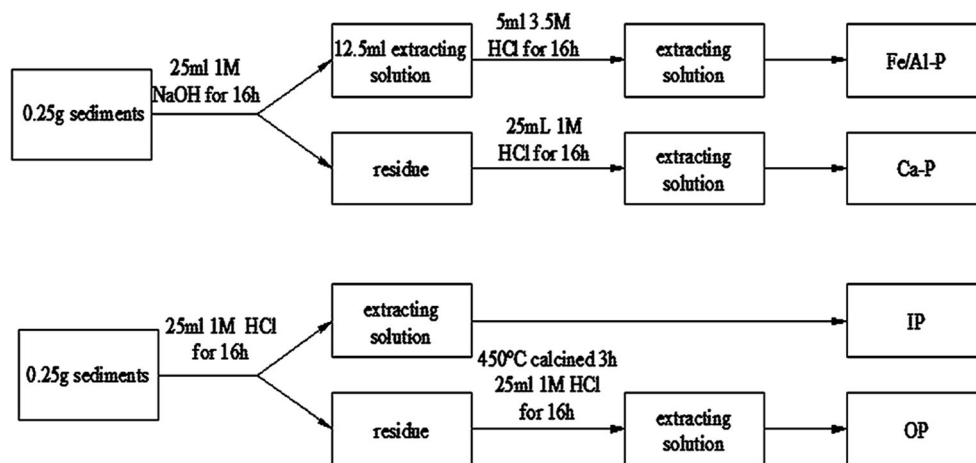 0.25g sediments
25ml 1M
NaOH for 16h
12.5ml extracting
solution
5ml 3.5M
HCl for 16h
extracting
solution
Fe/Al-P
residue
25mL 1M
HCl for 16h
extracting
solution
Ca-P
0.25g sediments
25ml 1M HCl
for 16h
extracting
solution
IP
residue
450°C calcined 3h
25ml 1M HCl
for 16h
extracting
solution
OP